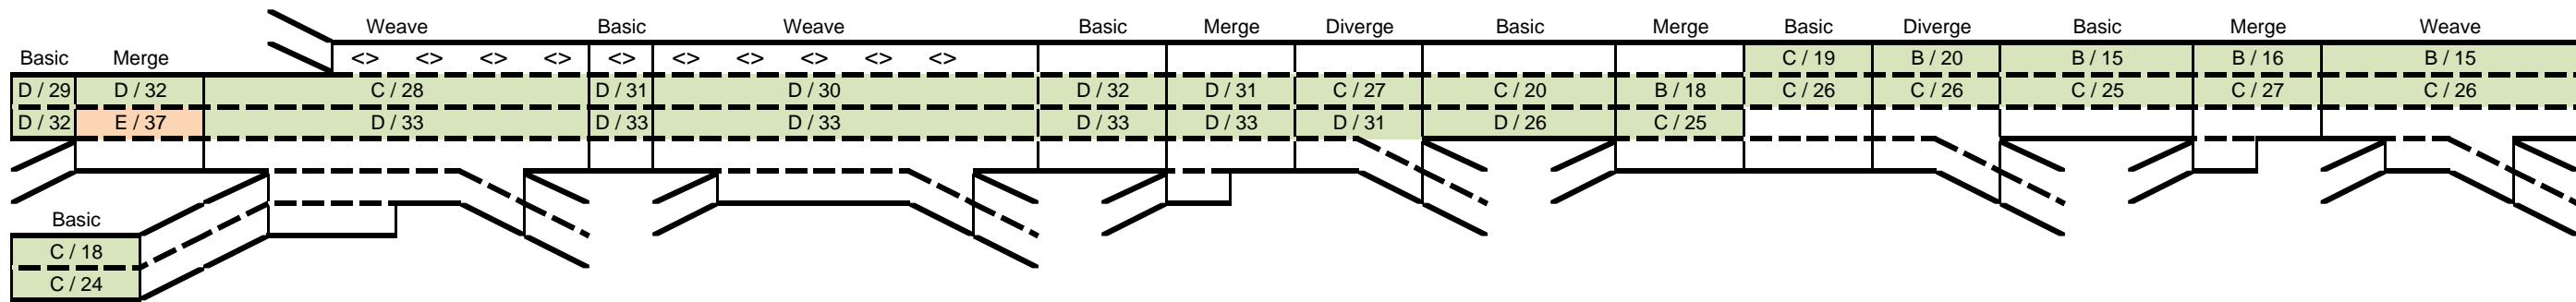 Weave Basic Weave Basic Merge Diverge Basic Merge Basic Diverge Basic Merge Weave
Basic Merge <> <> <> <> <> <> <> <> <> <> C / 19 B / 20 B / 15 B / 16 B / 15
D / 29 D / 32 C / 28 D / 31 D / 30 D / 32 D / 31 C / 27 C / 20 B / 18 C / 26 C / 26 C / 25 C / 27 C / 26
D / 32 E / 37 D / 33 D / 33 D / 33 D / 33 D / 33 D / 31 D / 26 C / 25
Basic
C / 18
C / 24